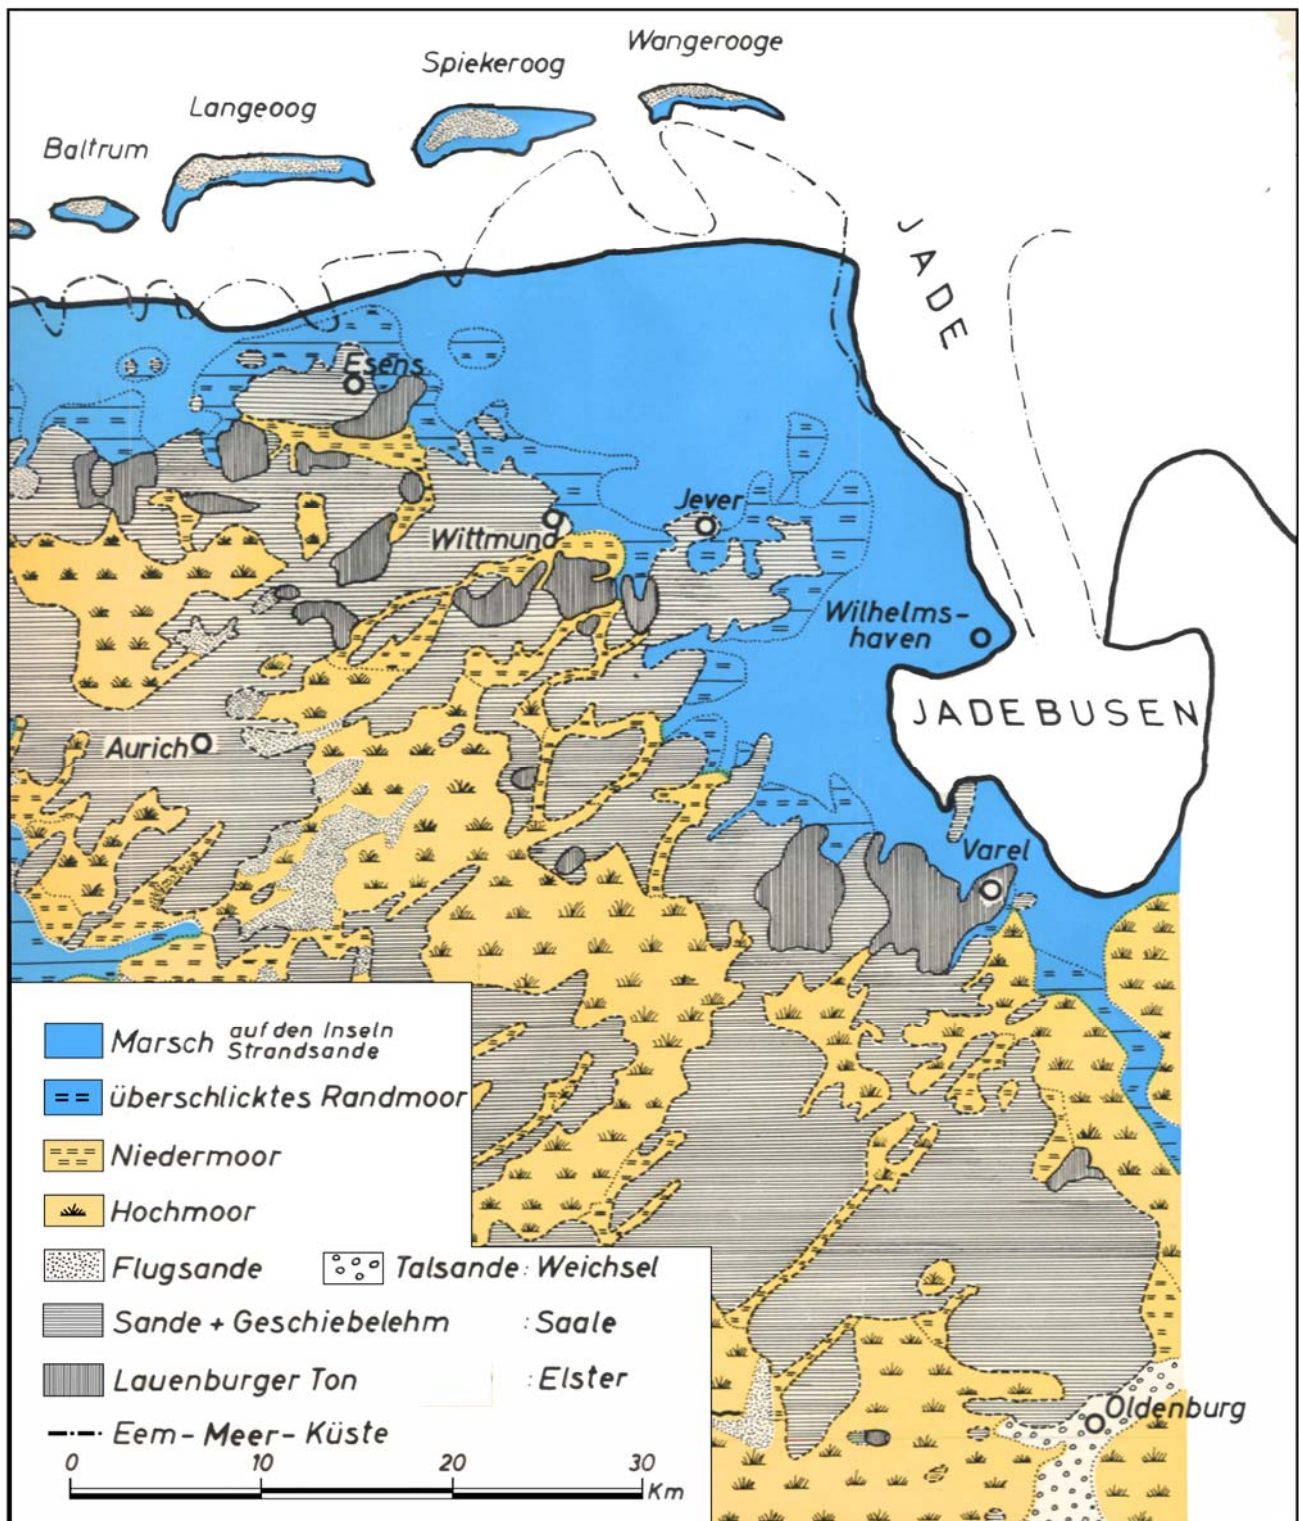 Wangerooge
Spiekeroog
Langeoog
Baltrum
JADE
Esens
Jever
Wittmund
Wilhelms-
haven
JADEBUSEN
Aurich
Varel
Marsch auf den Inseln
Strandsande
überschlicktes Randmoor
Niedermoor
Hochmoor
Flugsande Talsande : Weichsel
Sande + Geschiebelehm : Saale
Lauenburger Ton : Elster
Eem-Meer-Küste
0 10 20 30
Km
Oldenburg